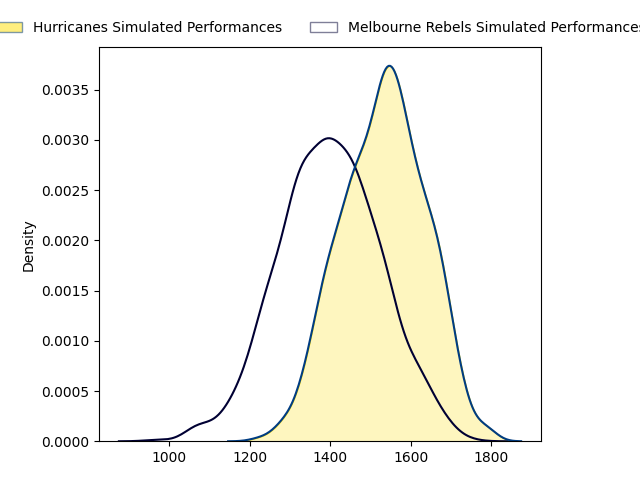 Hurricanes Simulated Performances Melbourne Rebels Simulated Performances
0.0035
0.0030
0.0025
0.0020
0.0015
0.0010
0.0005
0.0000
Density
1000 1200 1400 1600 1800